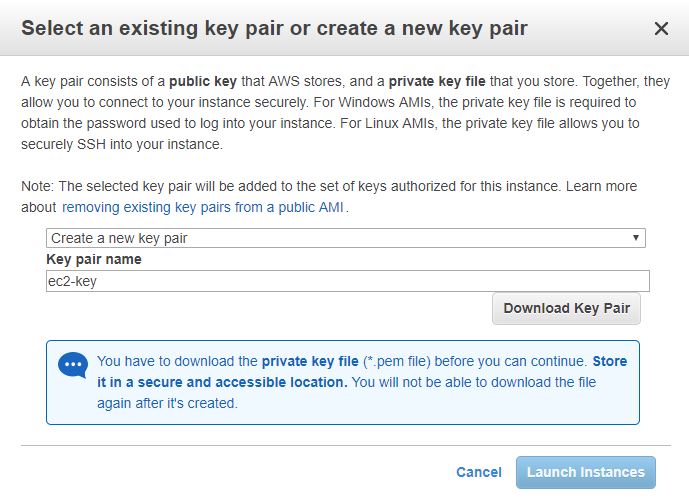 Select an existing key pair or create a new key pair
A key pair consists of a public key that AWS stores, and a private key file that you store. Together, they
allow you to connect to your instance securely. For Windows AMIs, the private key file is required to
obtain the password used to log into your instance. For Linux AMIs, the private key file allows you to
securely SSH into your instance.
Note: The selected key pair will be added to the set of keys authorized for this instance. Learn more
about removing existing key pairs from a public AMI .
Create a new key pair
Key pair name
ec2-key
Download Key Pair
You have to download the private key file (*.pem file) before you can continue. Store
it in a secure and accessible location. You will not be able to download the file
again after it's created.
Cancel Launch Instances